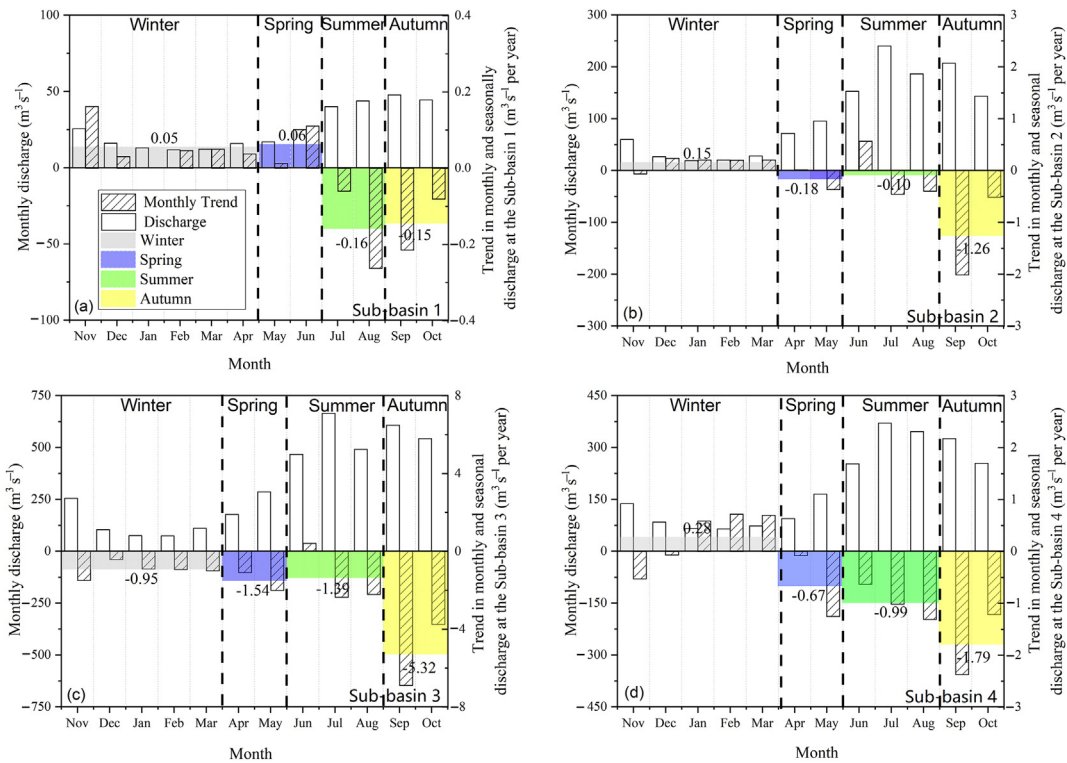 Winter Spring Summer Autumn
100
50
25
0
-50
-100
Monthly discharge (m³ s⁻¹)
0.4
0.2
0.0
-0.2
-0.4
Trend in monthly and seasonally
discharge at the Sub-basin 1 (m³ s⁻¹ per year)
0.05
0.06
-0.16
-0.15
Monthly Trend
Discharge
Winter
Spring
Summer
Autumn
(a)
Sub-basin 1
Nov Dec Jan Feb Mar Apr May Jun Jul Aug Sep Oct
Month
Winter Spring Summer Autumn
300
200
100
0
-100
-200
-300
Monthly discharge (m³ s⁻¹)
3
2
1
0
-1
-2
-3
Trend in monthly and seasonal
discharge at the Sub-basin 2 (m³ s⁻¹ per year)
0.15
-0.18
-0.10
-1.26
(b)
Sub-basin 2
Nov Dec Jan Feb Mar Apr May Jun Jul Aug Sep Oct
Month
Winter Spring Summer Autumn
750
500
250
0
-250
-500
-750
Monthly discharge (m³ s⁻¹)
8
4
0
-4
-8
Trend in monthly and seasonal
discharge at the Sub-basin 3 (m³ s⁻¹ per year)
-0.95
-1.54
-1.39
-5.32
(c)
Sub-basin 3
Nov Dec Jan Feb Mar Apr May Jun Jul Aug Sep Oct
Month
Winter Spring Summer Autumn
450
300
150
0
-150
-300
-450
Monthly discharge (m³ s⁻¹)
3
2
1
0
-1
-2
-3
Trend in monthly and seasonal
discharge at the Sub-basin 4 (m³ s⁻¹ per year)
0.28
-0.67
-0.99
-1.79
(d)
Sub-basin 4
Nov Dec Jan Feb Mar Apr May Jun Jul Aug Sep Oct
Month